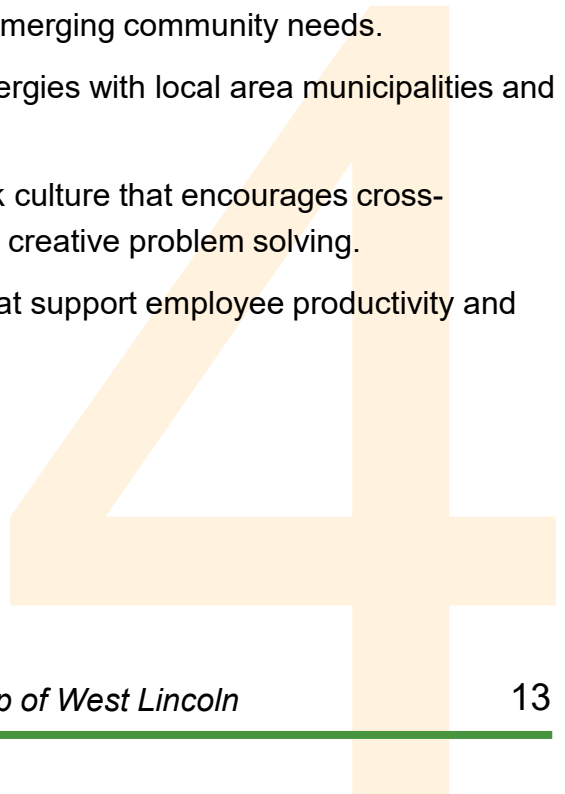 merging community needs.
ergies with local area municipalities and
k culture that encourages cross-
creative problem solving.
at support employee productivity and
4
p of West Lincoln
13